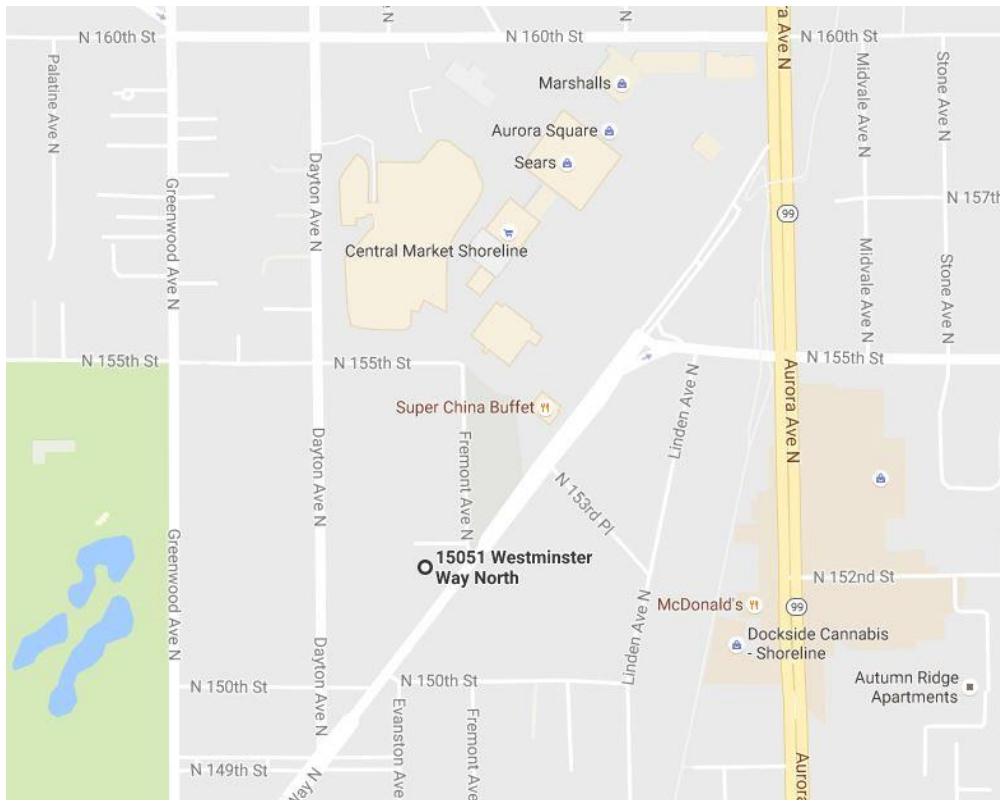 N 160th St
N 160th St
N 160th St
Palatine Ave N
Greenwood Ave N
Dayton Ave N
N
N
a Ave N
Midvale Ave N
Stone Ave N
Marshalls
Aurora Square
Sears
N 157th
99
Central Market Shoreline
Midvale Ave N
Stone Ave N
N 155th St
N 155th St
N 155th St
Aurora Ave N
Linden Ave N
Super China Buffet
Fremont Ave N
Dayton Ave N
Greenwood Ave N
N 153rd Pl
15051 Westminster
Way North
N 152nd St
McDonald's
99
Linden Ave N
Dockside Cannabis
- Shoreline
Autumn Ridge
Apartments
Dayton Ave N
N 150th St
N 150th St
Evanston Ave
Fremont Ave
N 149th St
Way N
Aurora